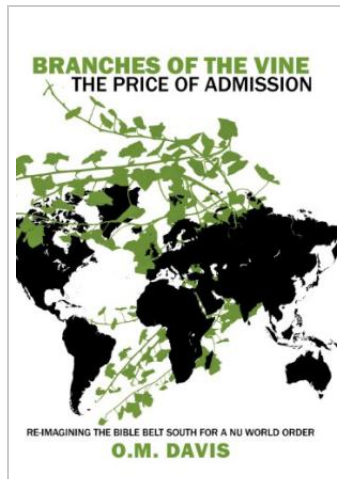 BRANCHES OF THE VINE
THE PRICE OF ADMISSION
RE-IMAGINING THE BIBLE BELT SOUTH FOR A NU WORLD ORDER
O.M. DAVIS